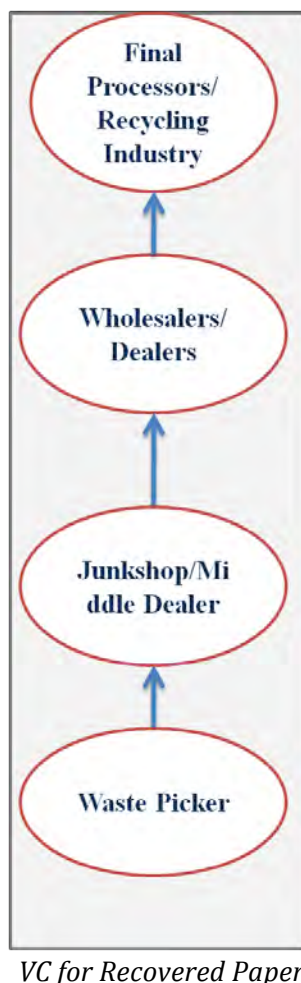 Final
Processors/
Recycling
Industry
Wholesalers/
Dealers
Junkshop/Mi
ddle Dealer
Waste Picker
VC for Recovered Paper